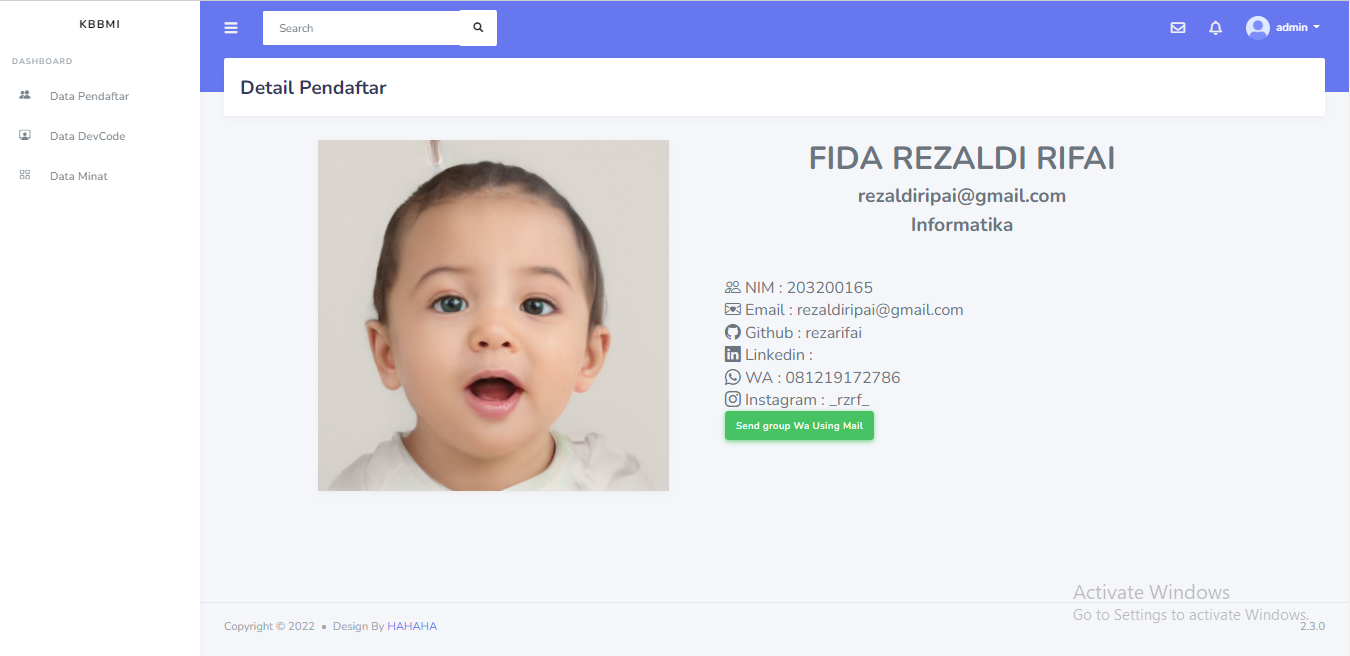 KBBMI
DASHBOARD
Data Pendaftar
Data DevCode
Data Minat
Search
admin
Detail Pendaftar
FIDA REZALDI RIFAI
rezaldiripai@gmail.com
Informatika
NIM : 203200165
Email : rezaldiripai@gmail.com
Github : rezarifai
Linkedin :
WA : 081219172786
Instagram : _rzrf_
Send group Wa Using Mail
Activate Windows
Go to Settings to activate Windows.
Copyright © 2022 • Design By HAHAHA
2.3.0